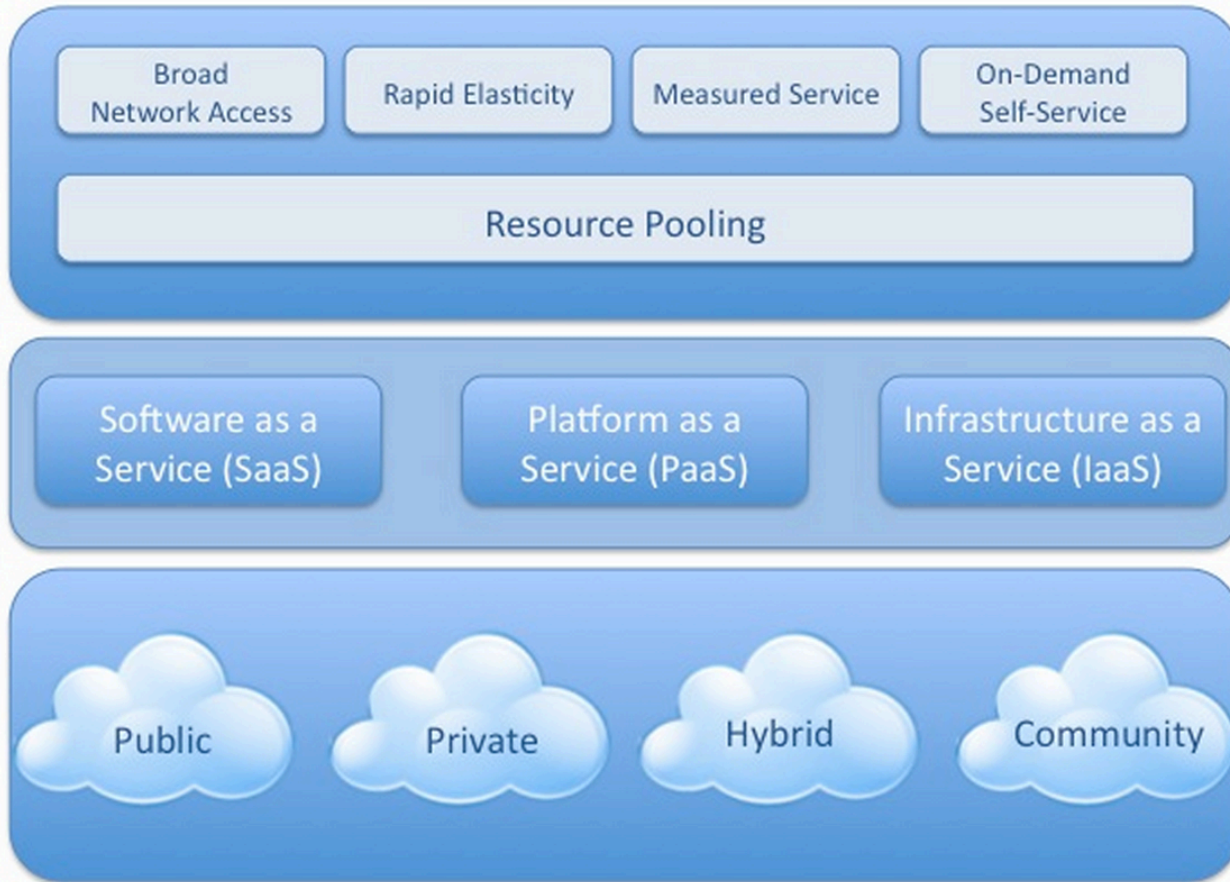 Broad
Network Access
Rapid Elasticity
Measured Service
On-Demand
Self-Service
Resource Pooling
Software as a
Service (SaaS)
Platform as a
Service (PaaS)
Infrastructure as a
Service (IaaS)
Public
Private
Hybrid
Community